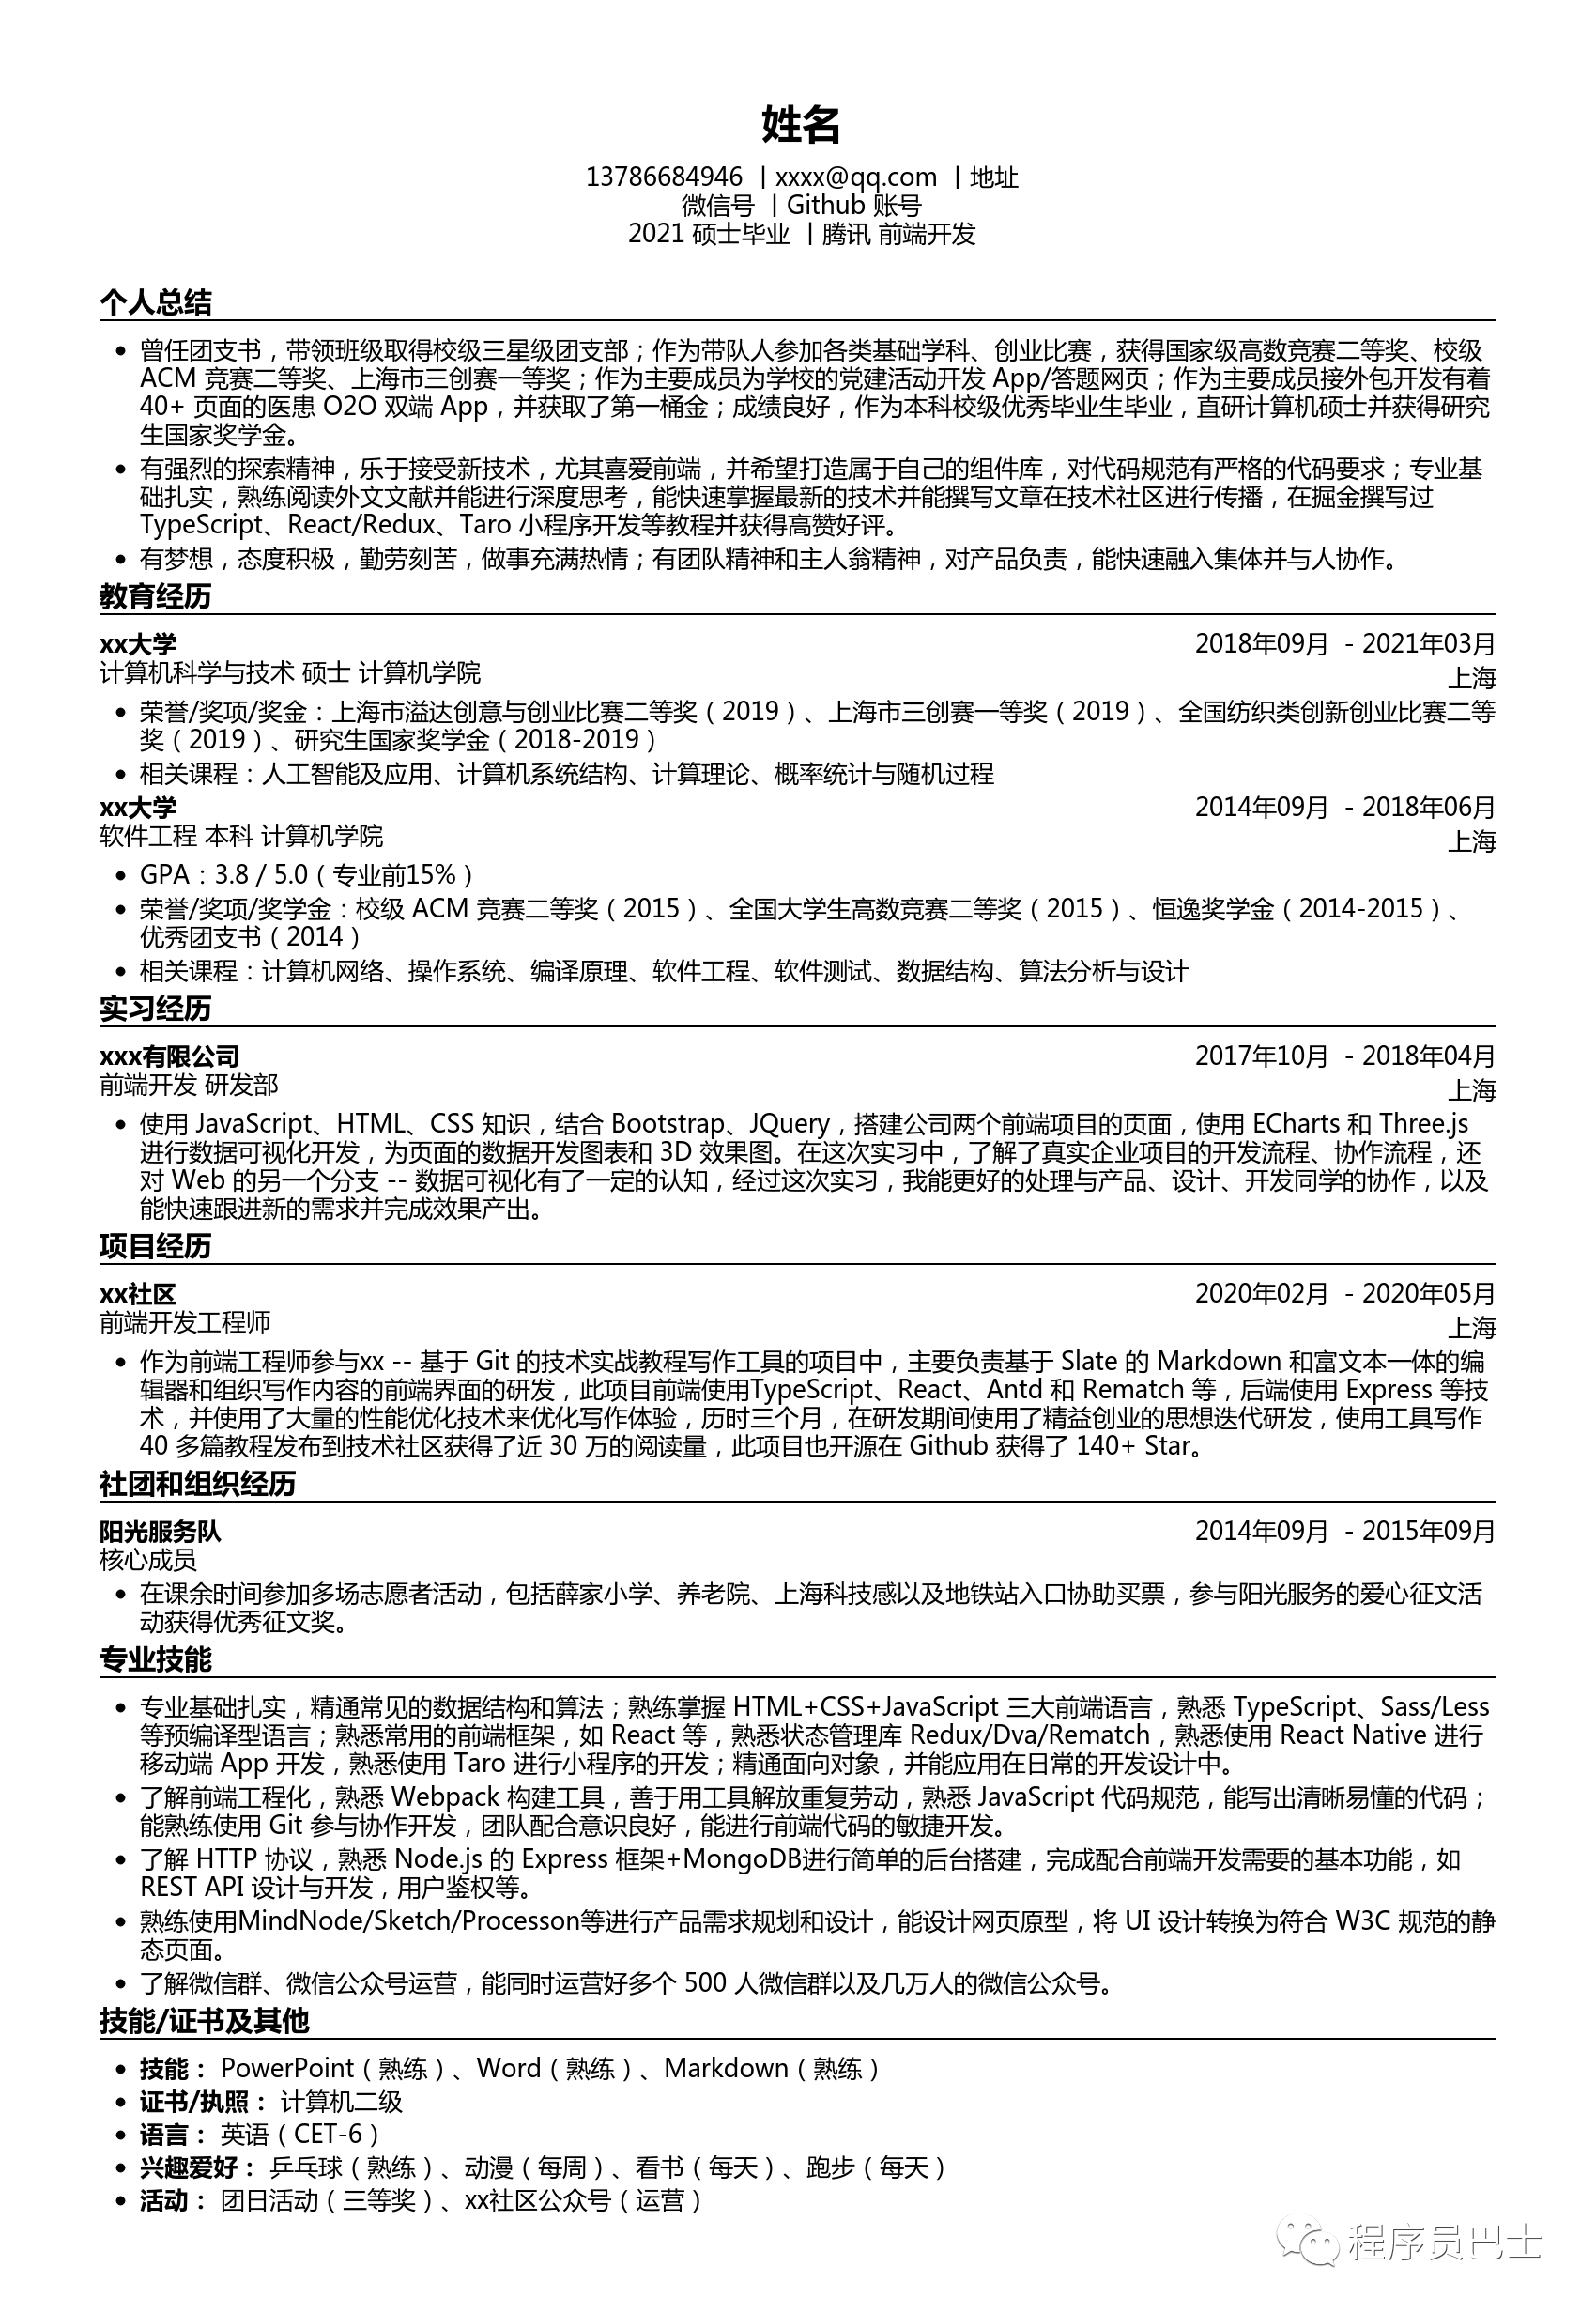 姓名
13786684946 | xxxx@qq.com | 地址
微信号 | Github 账号
2021 硕士毕业 | 腾讯 前端开发
个人总结
• 曾任团支书，带领班级取得校级三星级团支部；作为带队人参加各类基础学科、创业比赛，获得国家级高数竞赛二等奖、校级
ACM 竞赛二等奖、上海市三创赛一等奖；作为主要成员为学校的党建活动开发 App/答题网页；作为主要成员接外包开发有着
40+ 页面的医患 O2O 双端 App，并获取了第一桶金；成绩良好，作为本科校级优秀毕业生毕业，直研计算机硕士并获得研究
生国家奖学金。
• 有强烈的探索精神，乐于接受新技术，尤其喜爱前端，并希望打造属于自己的组件库，对代码规范有严格的代码要求；专业基
础扎实，熟练阅读外文文献并能进行深度思考，能快速掌握最新的技术并能撰写文章在技术社区进行传播，在掘金撰写过
TypeScript、React/Redux、Taro 小程序开发等教程并获得高赞好评。
• 有梦想，态度积极，勤劳刻苦，做事充满热情；有团队精神和主人翁精神，对产品负责，能快速融入集体并与人协作。
教育经历
xx大学 2018年09月 - 2021年03月
计算机科学与技术 硕士 计算机学院 上海
• 荣誉/奖项/奖金：上海市溢达创意与创业比赛二等奖（2019）、上海市三创赛一等奖（2019）、全国纺织类创新创业比赛二等
奖（2019）、研究生国家奖学金（2018-2019）
• 相关课程：人工智能及应用、计算机系统结构、计算理论、概率统计与随机过程
xx大学 2014年09月 - 2018年06月
软件工程 本科 计算机学院 上海
• GPA：3.8 / 5.0（专业前15%）
• 荣誉/奖项/奖学金：校级 ACM 竞赛二等奖（2015）、全国大学生高数竞赛二等奖（2015）、恒逸奖学金（2014-2015）、
优秀团支书（2014）
• 相关课程：计算机网络、操作系统、编译原理、软件工程、软件测试、数据结构、算法分析与设计
实习经历
xxx有限公司 2017年10月 - 2018年04月
前端开发 研发部 上海
• 使用 JavaScript、HTML、CSS 知识，结合 Bootstrap、JQuery，搭建公司两个前端项目的页面，使用 ECharts 和 Three.js
进行数据可视化开发，为页面的数据开发图表和 3D 效果图。在这次实习中，了解了真实企业项目的开发流程、协作流程，还
对 Web 的另一个分支 -- 数据可视化有了一定的认知，经过这次实习，我能更好的处理与产品、设计、开发同学的协作，以及
能快速跟进新的需求并完成效果产出。
项目经历
xx社区 2020年02月 - 2020年05月
前端开发工程师 上海
• 作为前端工程师参与xx -- 基于 Git 的技术实战教程写作工具的项目中，主要负责基于 Slate 的 Markdown 和富文本一体的编
辑器和组织写作内容的前端界面的研发，此项目前端使用TypeScript、React、Antd 和 Rematch 等，后端使用 Express 等技
术，并使用了大量的性能优化技术来优化写作体验，历时三个月，在研发期间使用了精益创业的思想迭代研发，使用工具写作
40 多篇教程发布到技术社区获得了近 30 万的阅读量，此项目也开源在 Github 获得了 140+ Star。
社团和组织经历
阳光服务队 2014年09月 - 2015年09月
核心成员
• 在课余时间参加多场志愿者活动，包括薛家小学、养老院、上海科技感以及地铁站入口协助买票，参与阳光服务的爱心征文活
动获得优秀征文奖。
专业技能
• 专业基础扎实，精通常见的数据结构和算法；熟练掌握 HTML+CSS+JavaScript 三大前端语言，熟悉 TypeScript、Sass/Less
等预编译型语言；熟悉常用的前端框架，如 React 等，熟悉状态管理库 Redux/Dva/Rematch，熟悉使用 React Native 进行
移动端 App 开发，熟悉使用 Taro 进行小程序的开发；精通面向对象，并能应用在日常的开发设计中。
• 了解前端工程化，熟悉 Webpack 构建工具，善于用工具解放重复劳动，熟悉 JavaScript 代码规范，能写出清晰易懂的代码；
能熟练使用 Git 参与协作开发，团队配合意识良好，能进行前端代码的敏捷开发。
• 了解 HTTP 协议，熟悉 Node.js 的 Express 框架+MongoDB进行简单的后台搭建，完成配合前端开发需要的基本功能，如
REST API 设计与开发，用户鉴权等。
• 熟练使用MindNode/Sketch/Processon等进行产品需求规划和设计，能设计网页原型，将 UI 设计转换为符合 W3C 规范的静
态页面。
• 了解微信群、微信公众号运营，能同时运营好多个 500 人微信群以及几万人的微信公众号。
技能/证书及其他
• 技能： PowerPoint（熟练）、Word（熟练）、Markdown（熟练）
• 证书/执照： 计算机二级
• 语言： 英语（CET-6）
• 兴趣爱好： 乒乓球（熟练）、动漫（每周）、看书（每天）、跑步（每天）
• 活动： 团日活动（三等奖）、xx社区公众号（运营）
程序员巴士